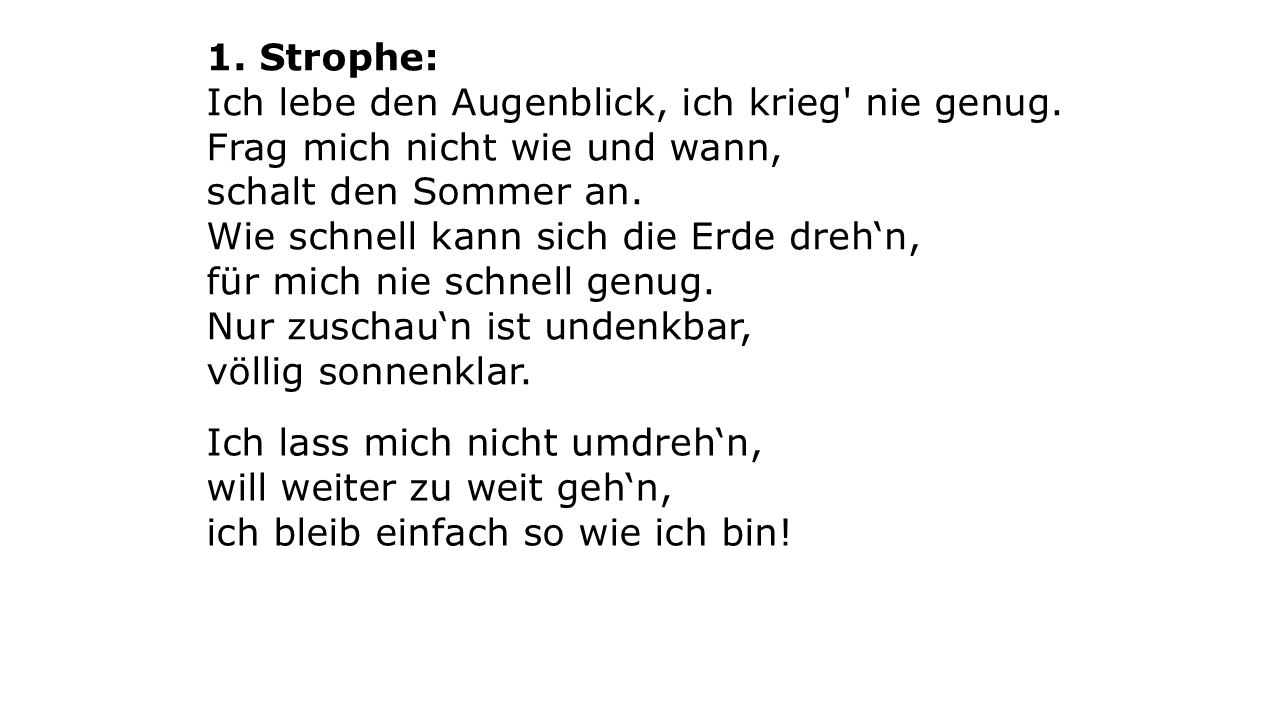 1. Strophe:
Ich lebe den Augenblick, ich krieg' nie genug.
Frag mich nicht wie und wann,
schalt den Sommer an.
Wie schnell kann sich die Erde dreh‛n,
für mich nie schnell genug.
Nur zuschau‛n ist undenkbar,
völlig sonnenklar.
Ich lass mich nicht umdreh‛n,
will weiter zu weit geh‛n,
ich bleib einfach so wie ich bin!